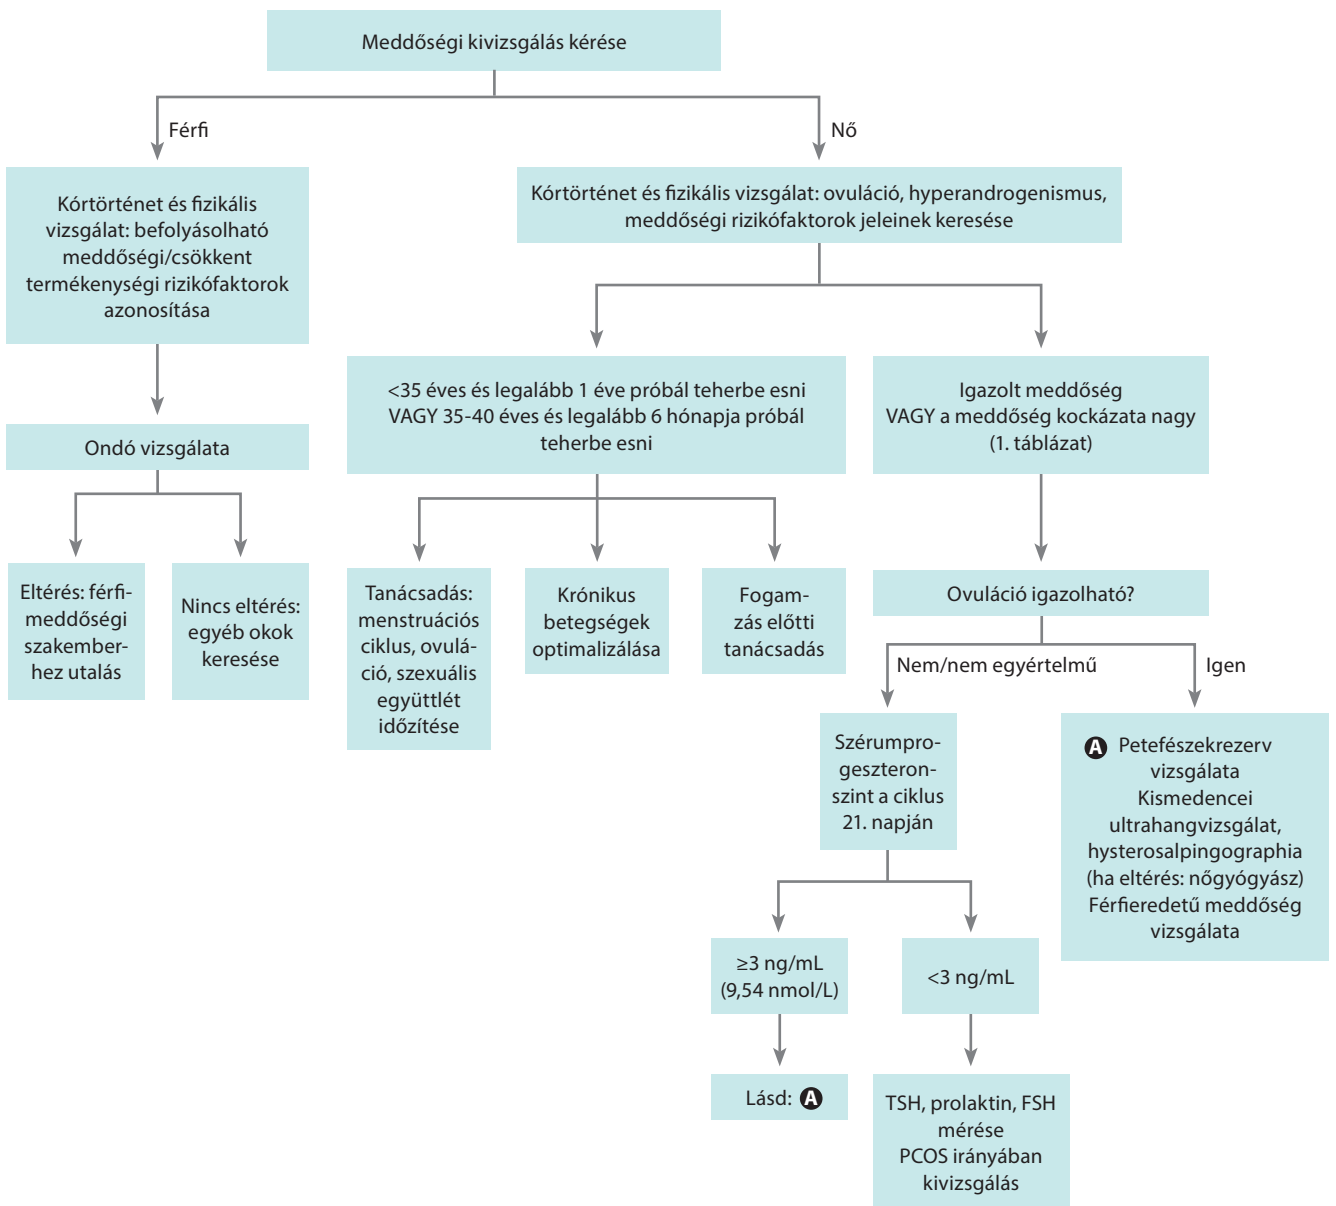 Meddőségi kivizsgálás kérése
Férfi
Nő
Kórtörténet és fizikális
vizsgálat: befolyásolható
meddőségi/csökkent
termékenységi rizikófaktorok
azonosítása
Kórtörténet és fizikális vizsgálat: ovuláció, hyperandrogenismus,
meddőségi rizikófaktorok jeleinek keresése
<35 éves és legalább 1 éve próbál teherbe esni
VAGY 35-40 éves és legalább 6 hónapja próbál
teherbe esni
Igazolt meddőség
VAGY a meddőség kockázata nagy
(1. táblázat)
Ondó vizsgálata
Eltérés: férfi-
meddőségi
szakember-
hez utalás
Nincs eltérés:
egyéb okok
keresése
Tanácsadás:
menstruációs
ciklus, ovulá-
ció, szexuális
együttlét
időzítése
Krónikus
betegségek
optimalizálása
Fogam-
zás előtti
tanácsadás
Ovuláció igazolható?
Nem/nem egyértelmű
Igen
Szérumpro-
geszteron-
szint a ciklus
21. napján
A Petefészekrezerv
vizsgálata
Kismedencei
ultrahangvizsgálat,
hysterosalpingographia
(ha eltérés: nőgyógyász)
Férfieredetű meddőség
vizsgálata
≥3 ng/mL
(9,54 nmol/L)
<3 ng/mL
Lásd: A
TSH, prolaktin, FSH
mérése
PCOS irányában
kivizsgálás